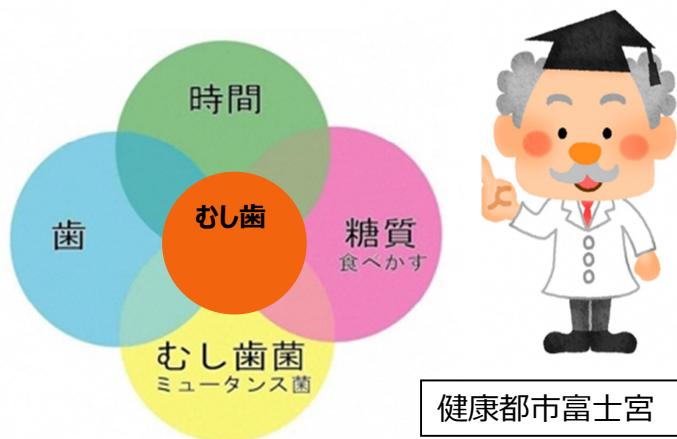 時間
歯
むし歯
糖質
食べかす
むし歯菌
ミュータンス菌
健康都市富士宮